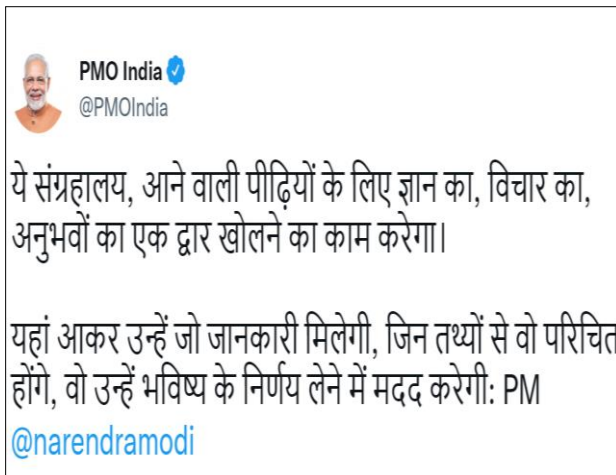 PMO India
@PMOIndia
ये संग्रहालय, आने वाली पीढ़ियों के लिए ज्ञान का, विचार का,
अनुभवों का एक द्वार खोलने का काम करेगा।
यहां आकर उन्हें जो जानकारी मिलेगी, जिन तथ्यों से वो परिचित
होंगे, वो उन्हें भविष्य के निर्णय लेने में मदद करेगी: PM
@narendramodi